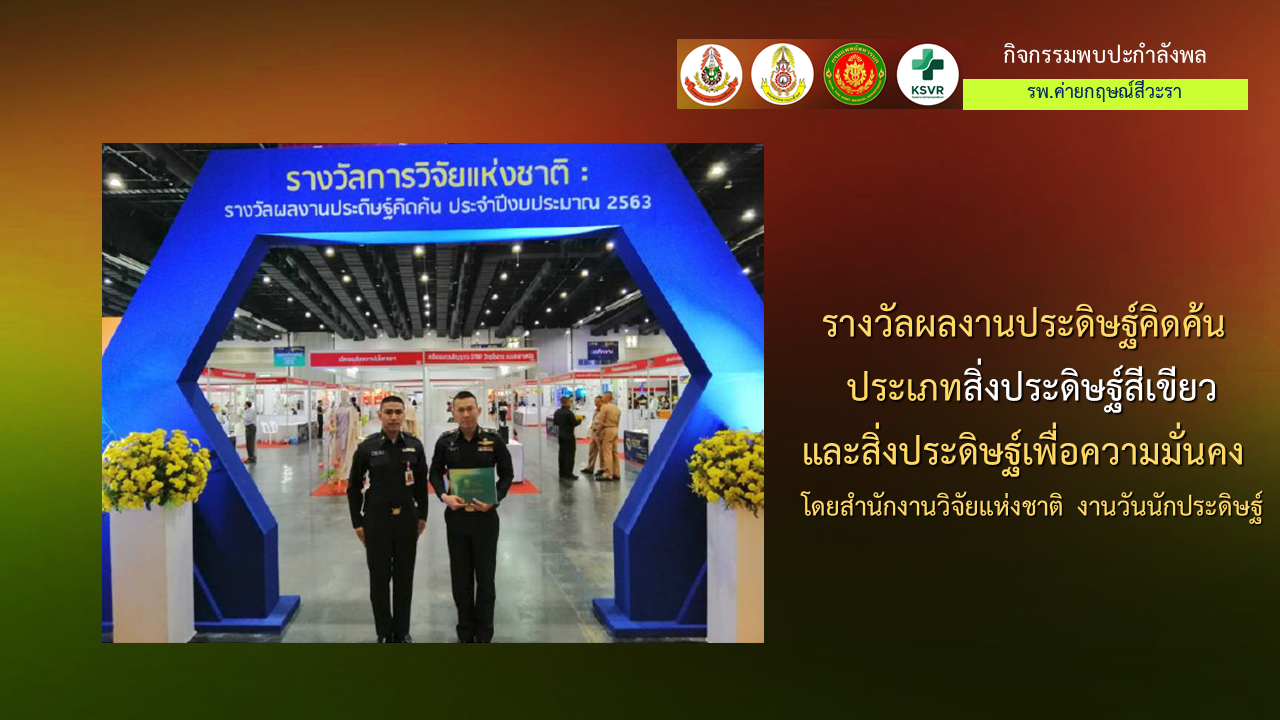 กิจกรรมพบปะกำลังพล
รพ.ค่ายกฤษณ์สีวะรา
KSVR
รางวัลการวิจัยแห่งชาติ :
รางวัลผลงานประดิษฐ์คิดค้น ประจำปีงบประมาณ 2563
รางวัลผลงานประดิษฐ์คิดค้น
ประเภทสิ่งประดิษฐ์สีเขียว
และสิ่งประดิษฐ์เพื่อความมั่นคง
โดยสำนักงานวิจัยแห่งชาติ งานวันนักประดิษฐ์